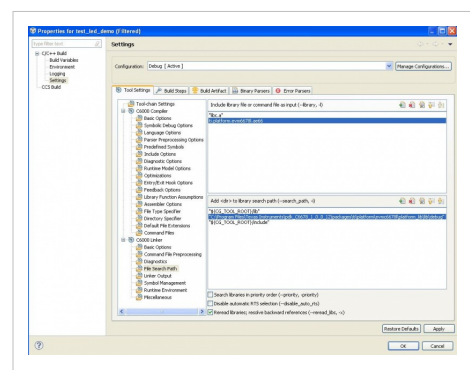 Properties for test_led_demo (Filtered)
type filter text
Settings
C/C++ Build
Build Variables
Environment
Logging
Settings
CCS Build
Configuration: Debug [ Active ]
Manage Configurations...
Tool Settings
Build Steps
Build Artifact
Binary Parsers
Error Parsers
Tool-chain Settings
C6000 Compiler
Basic Options
Symbolic Debug Options
Language Options
Parser Preprocessing Options
Predefined Symbols
Include Options
Diagnostic Options
Runtime Model Options
Optimizations
Entry/Exit Hook Options
Feedback Options
Library Function Assumptions
Assembler Options
File Type Specifier
Directory Specifier
Default File Extensions
Command Files
C6000 Linker
Basic Options
Command File Preprocessing
Diagnostics
File Search Path
Linker Output
Symbol Management
Runtime Environment
Miscellaneous
Include library file or command file as input (--library, -l)
"libc.a"
Add <dir> to library search path (--search_path, -i)
"${CG_TOOL_ROOT}/lib"
"${CG_TOOL_ROOT}/include"
Search libraries in priority order (--priority, -priority)
Disable automatic RTS selection (--disable_auto_rts)
Reread libraries; resolve backward references (--reread_libs, -x)
Restore Defaults
Apply
OK
Cancel